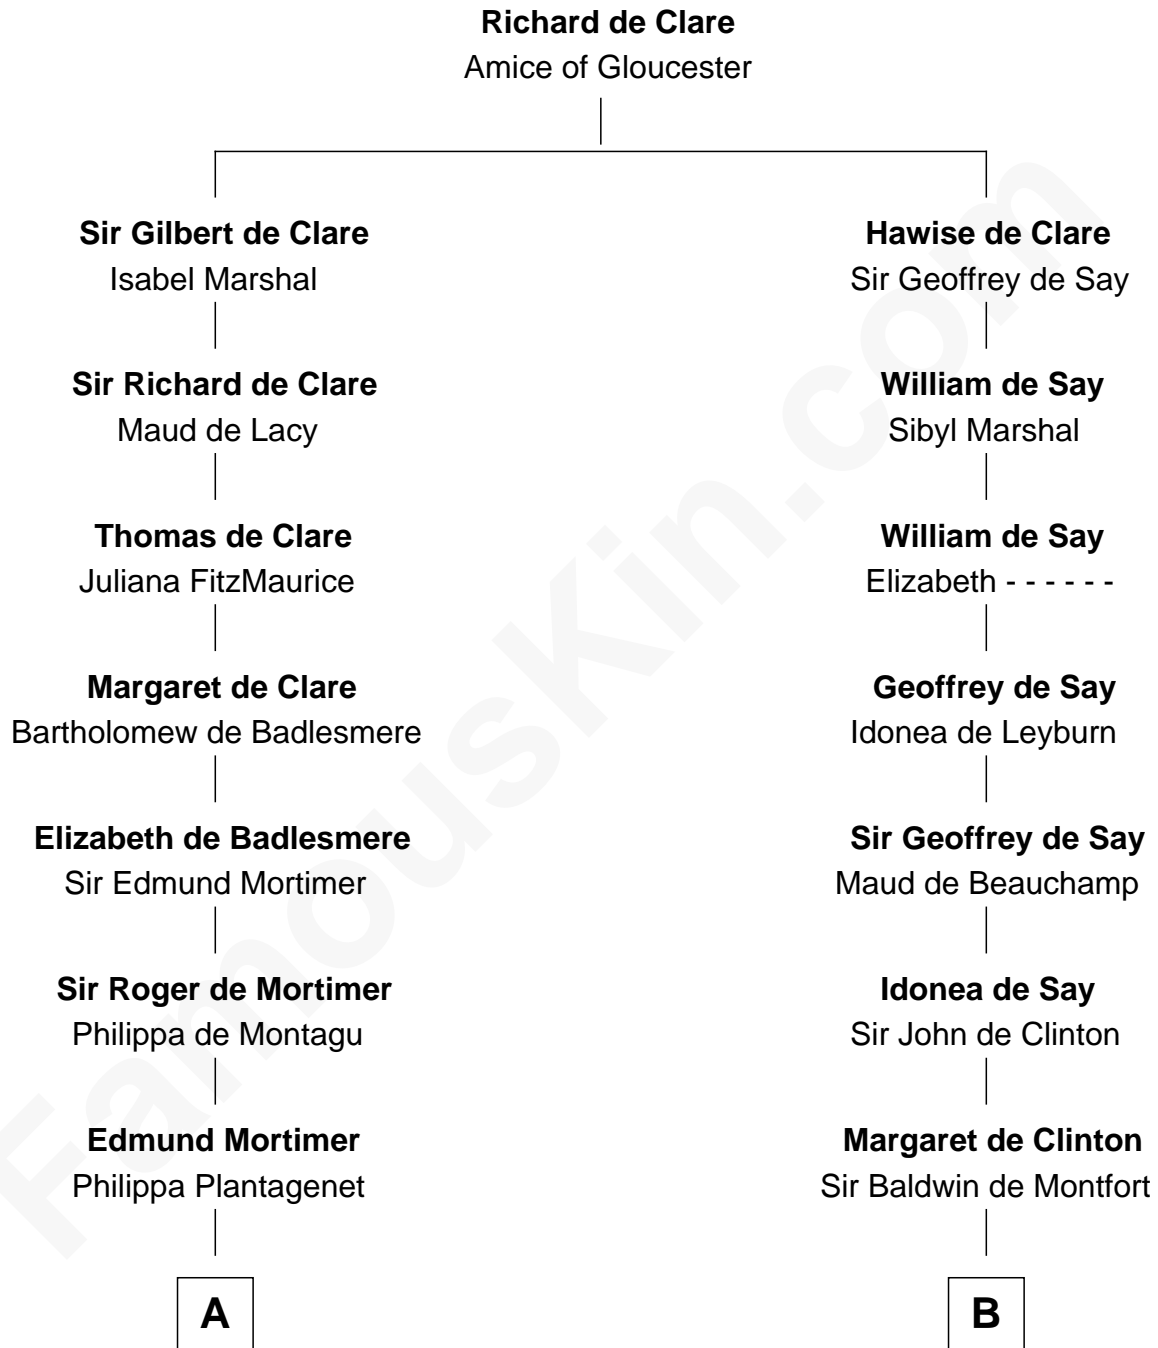 Richard de Clare
Amice of Gloucester
Sir Gilbert de Clare
Isabel Marshal
Hawise de Clare
Sir Geoffrey de Say
Sir Richard de Clare
Maud de Lacy
William de Say
Sibyl Marshal
Thomas de Clare
Juliana FitzMaurice
William de Say
Elizabeth - - - - - -
Margaret de Clare
Bartholomew de Badlesmere
Geoffrey de Say
Idonea de Leyburn
Elizabeth de Badlesmere
Sir Edmund Mortimer
Sir Geoffrey de Say
Maud de Beauchamp
Sir Roger de Mortimer
Philippa de Montagu
Idonea de Say
Sir John de Clinton
Edmund Mortimer
Philippa Plantagenet
Margaret de Clinton
Sir Baldwin de Montfort
A
B
FamousKin.com